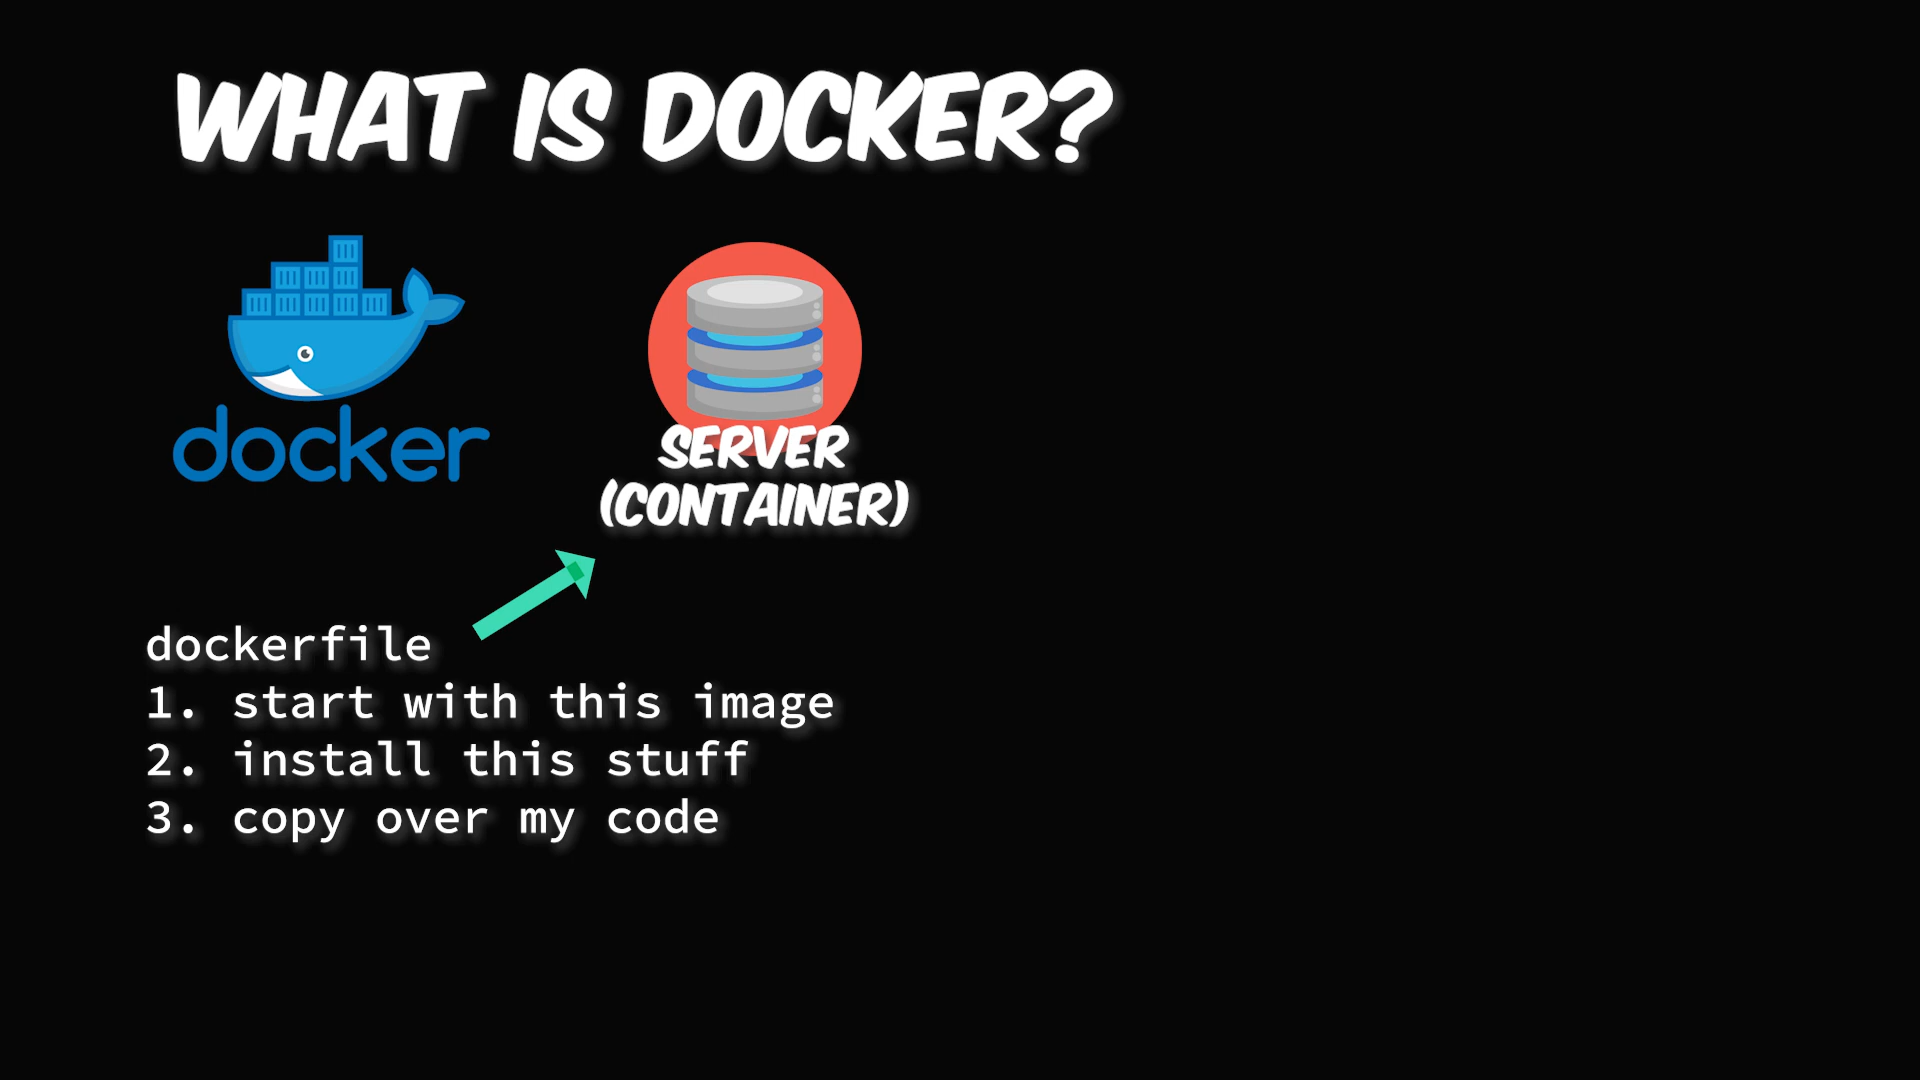 WHAT IS DOCKER?
docker
SERVER
(CONTAINER)
dockerfile
1. start with this image
2. install this stuff
3. copy over my code